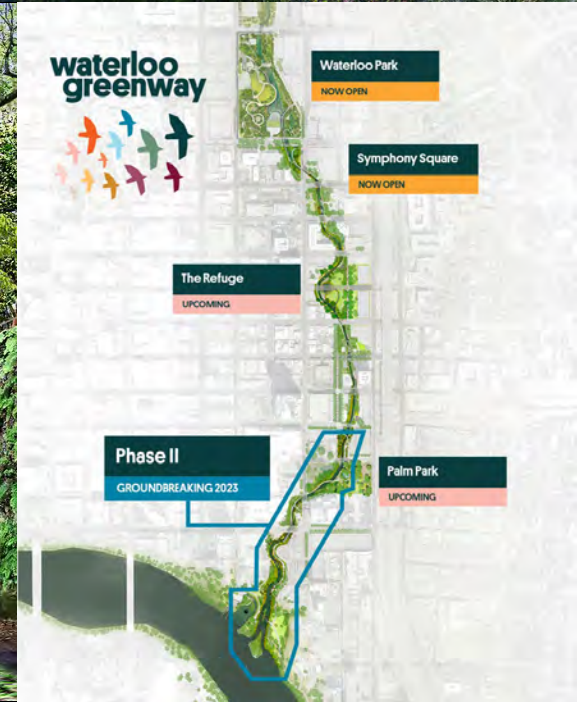 waterloo
greenway
Waterloo Park
NOW OPEN
Symphony Square
NOW OPEN
The Refuge
UPCOMING
Phase II
GROUNDBREAKING 2023
Palm Park
UPCOMING